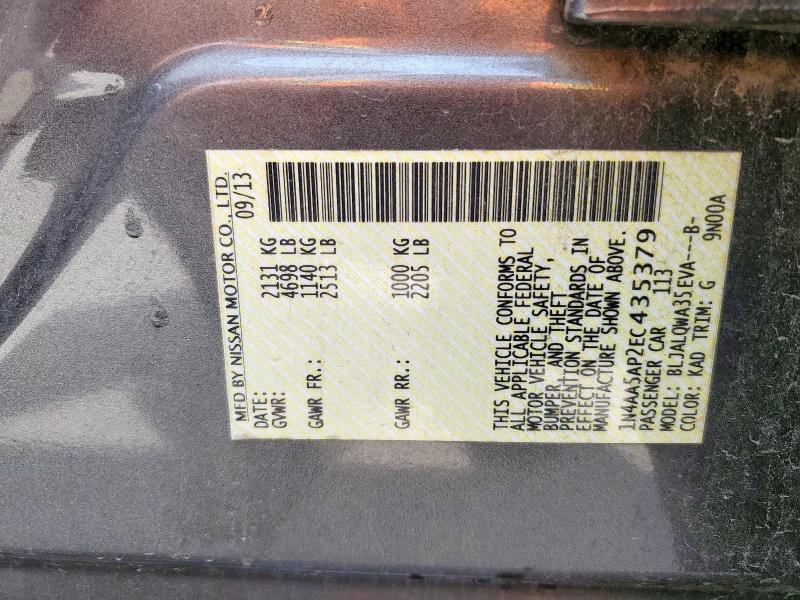 MFD BY NISSAN MOTOR CO., LTD.
DATE: 09/13
GVWR: 2131 KG
4698 LB
GAWR FR.: 1140 KG
2513 LB
GAWR RR.: 1000 KG
2205 LB
THIS VEHICLE CONFORMS TO
ALL APPLICABLE FEDERAL
MOTOR VEHICLE SAFETY,
BUMPER, AND THEFT
PREVENTION STANDARDS IN
EFFECT ON THE DATE OF
MANUFACTURE SHOWN ABOVE.
1N4AA5AP2EC435379
PASSENGER CAR 113
MODEL: BLJALQWA35EVA---B-
COLOR: KAD TRIM: G 9N00A